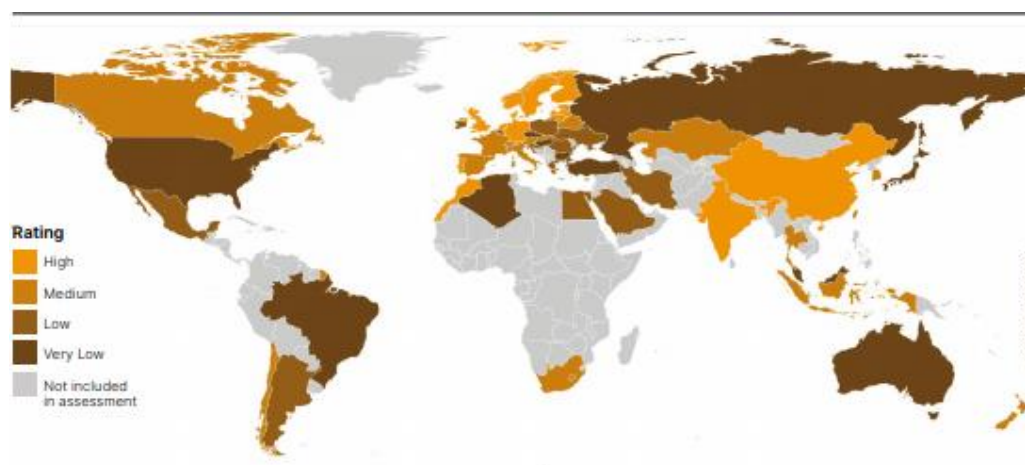 Rating
High
Medium
Low
Very Low
Not included
in assessment